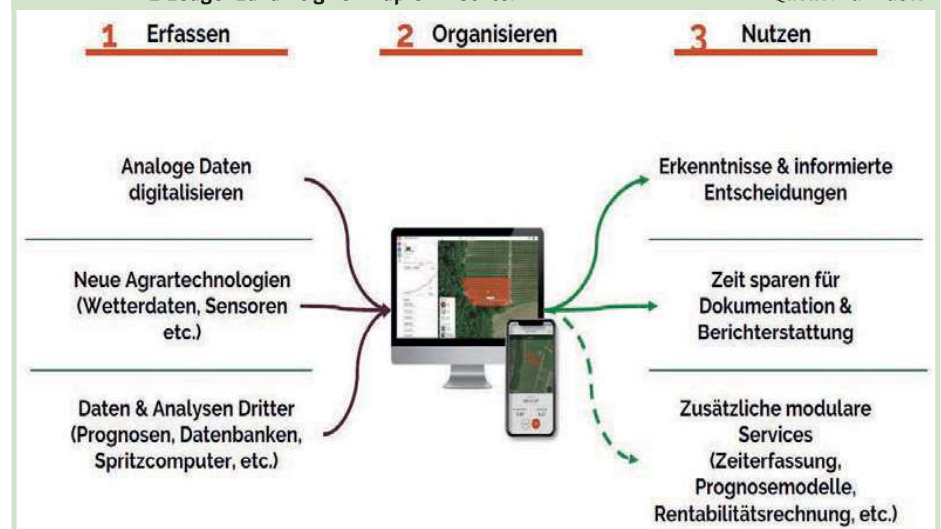 1 Erfassen
2 Organisieren
3 Nutzen
Analoge Daten
digitalisieren
Neue Agrartechnologien
(Wetterdaten, Sensoren
etc.)
Daten & Analysen Dritter
(Prognosen, Datenbanken,
Spritzcomputer, etc.)
Erkenntnisse & informierte
Entscheidungen
Zeit sparen für
Dokumentation &
Berichterstattung
Zusätzliche modulare
Services
(Zeiterfassung,
Prognosemodelle,
Rentabilitätsrechnung, etc.)